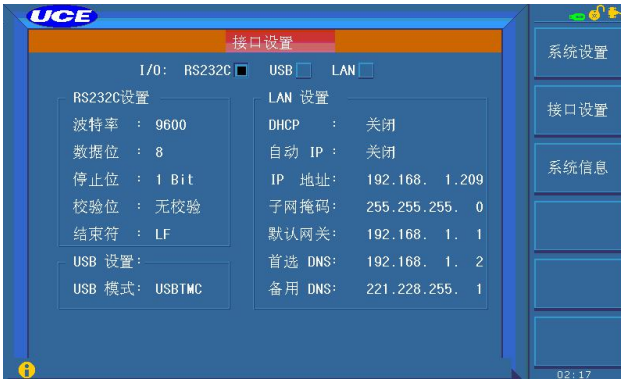 UCE
接口设置
I/O: RS232C USB LAN
RS232C设置
波特率 : 9600
数据位 : 8
停止位 : 1 Bit
校验位 : 无校验
结束符 : LF
USB 设置:
USB 模式: USBTMC
LAN 设置
DHCP : 关闭
自动 IP : 关闭
IP 地址: 192.168. 1.209
子网掩码: 255.255.255. 0
默认网关: 192.168. 1. 1
首选 DNS: 192.168. 1. 2
备用 DNS: 221.228.255. 1
系统设置
接口设置
系统信息
02:17